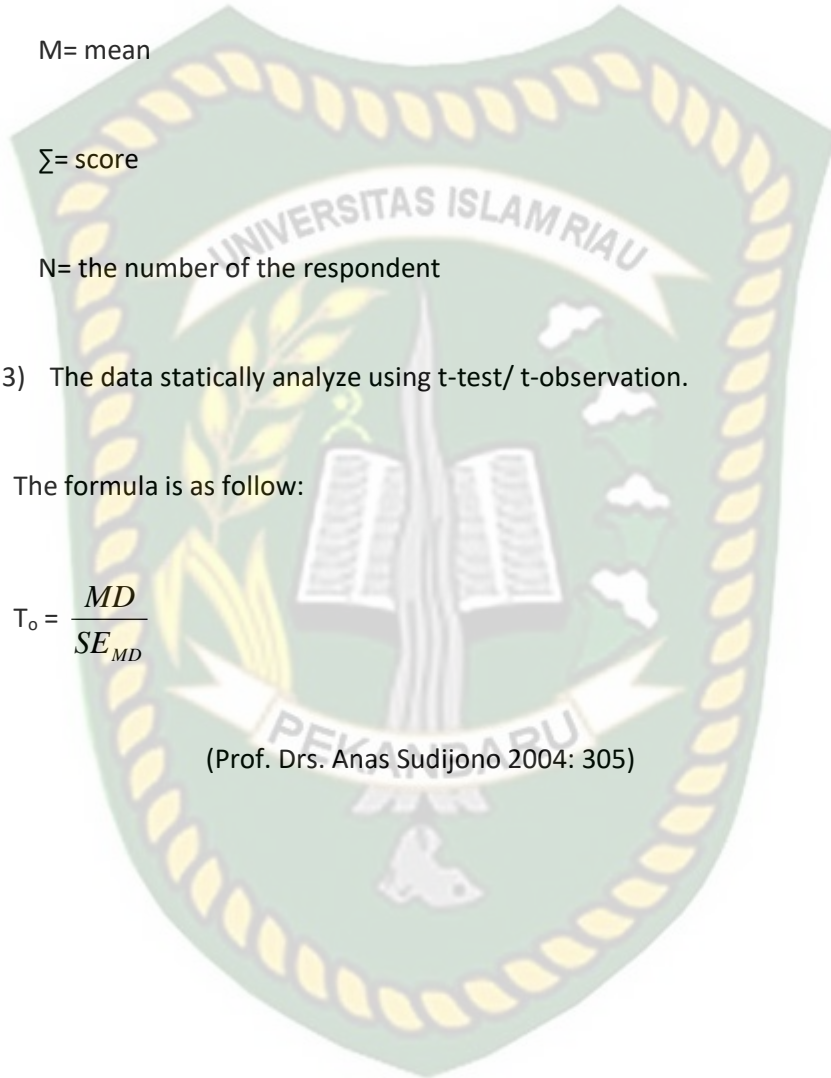 M= mean
∑= score
UNIVERSITAS ISLAM RIAU
N= the number of the respondent
3) The data statically analyze using t-test/ t-observation.
The formula is as follow:
Tₒ = MD / SE_MD
PEKANBARU
(Prof. Drs. Anas Sudijono 2004: 305)